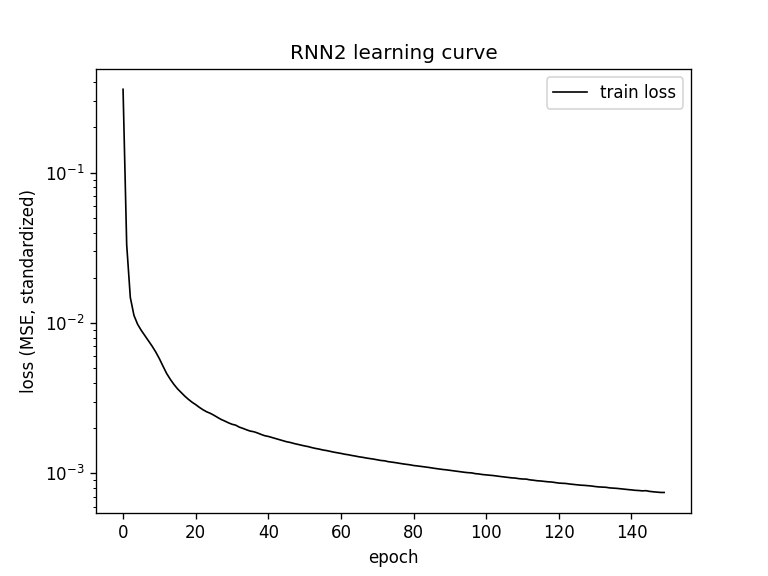 RNN2 learning curve
train loss
loss (MSE, standardized)
10⁻¹
10⁻²
10⁻³
0 20 40 60 80 100 120 140
epoch